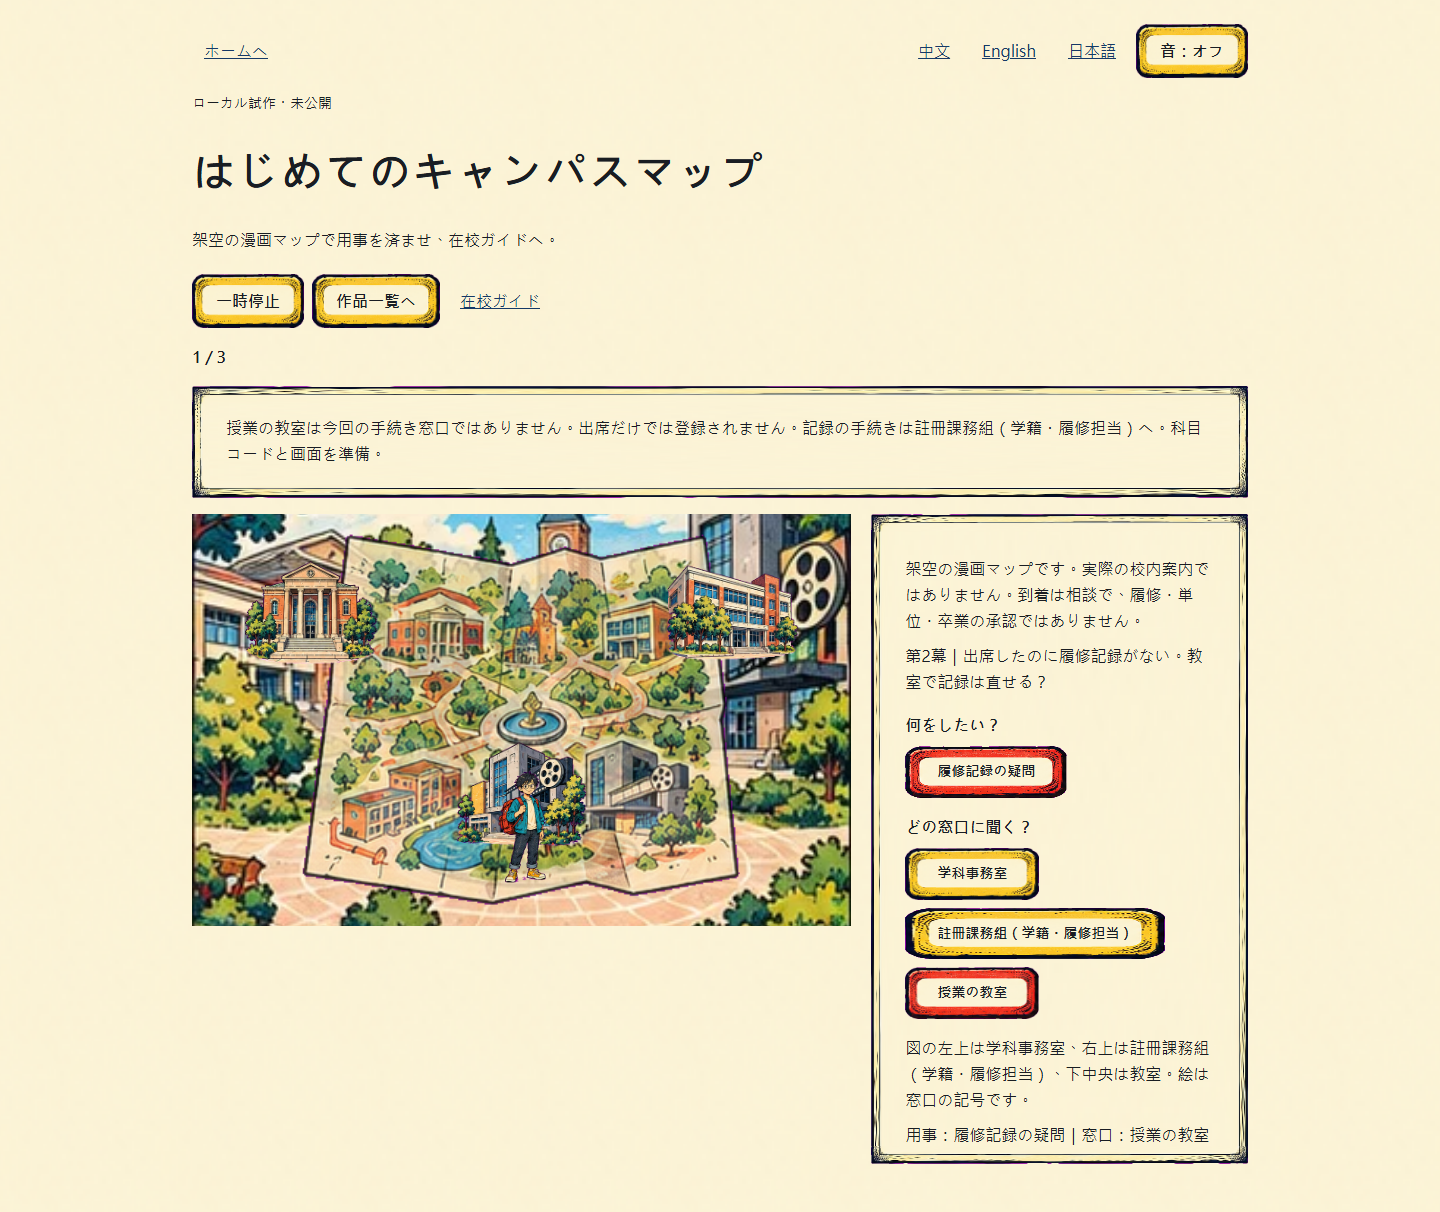 ホームへ
中文 English 日本語 音：オフ
ローカル試作・未公開
はじめてのキャンパスマップ
架空の漫画マップで用事を済ませ、在校ガイドへ。
一時停止 作品一覧へ 在校ガイド
1 / 3
授業の教室は今回の手続き窓口ではありません。出席だけでは登録されません。記録の手続きは註冊課務組（学籍・履修担当）へ。科目
コードと画面を準備。
架空の漫画マップです。実際の校内案内で
はありません。到着は相談で、履修・単
位・卒業の承認ではありません。
第2幕｜出席したのに履修記録がない。教
室で記録は直せる？
何をしたい？
履修記録の疑問
どの窓口に聞く？
学科事務室
註冊課務組（学籍・履修担当）
授業の教室
図の左上は学科事務室、右上は註冊課務組
（学籍・履修担当）、下中央は教室。絵は
窓口の記号です。
用事：履修記録の疑問｜窓口：授業の教室